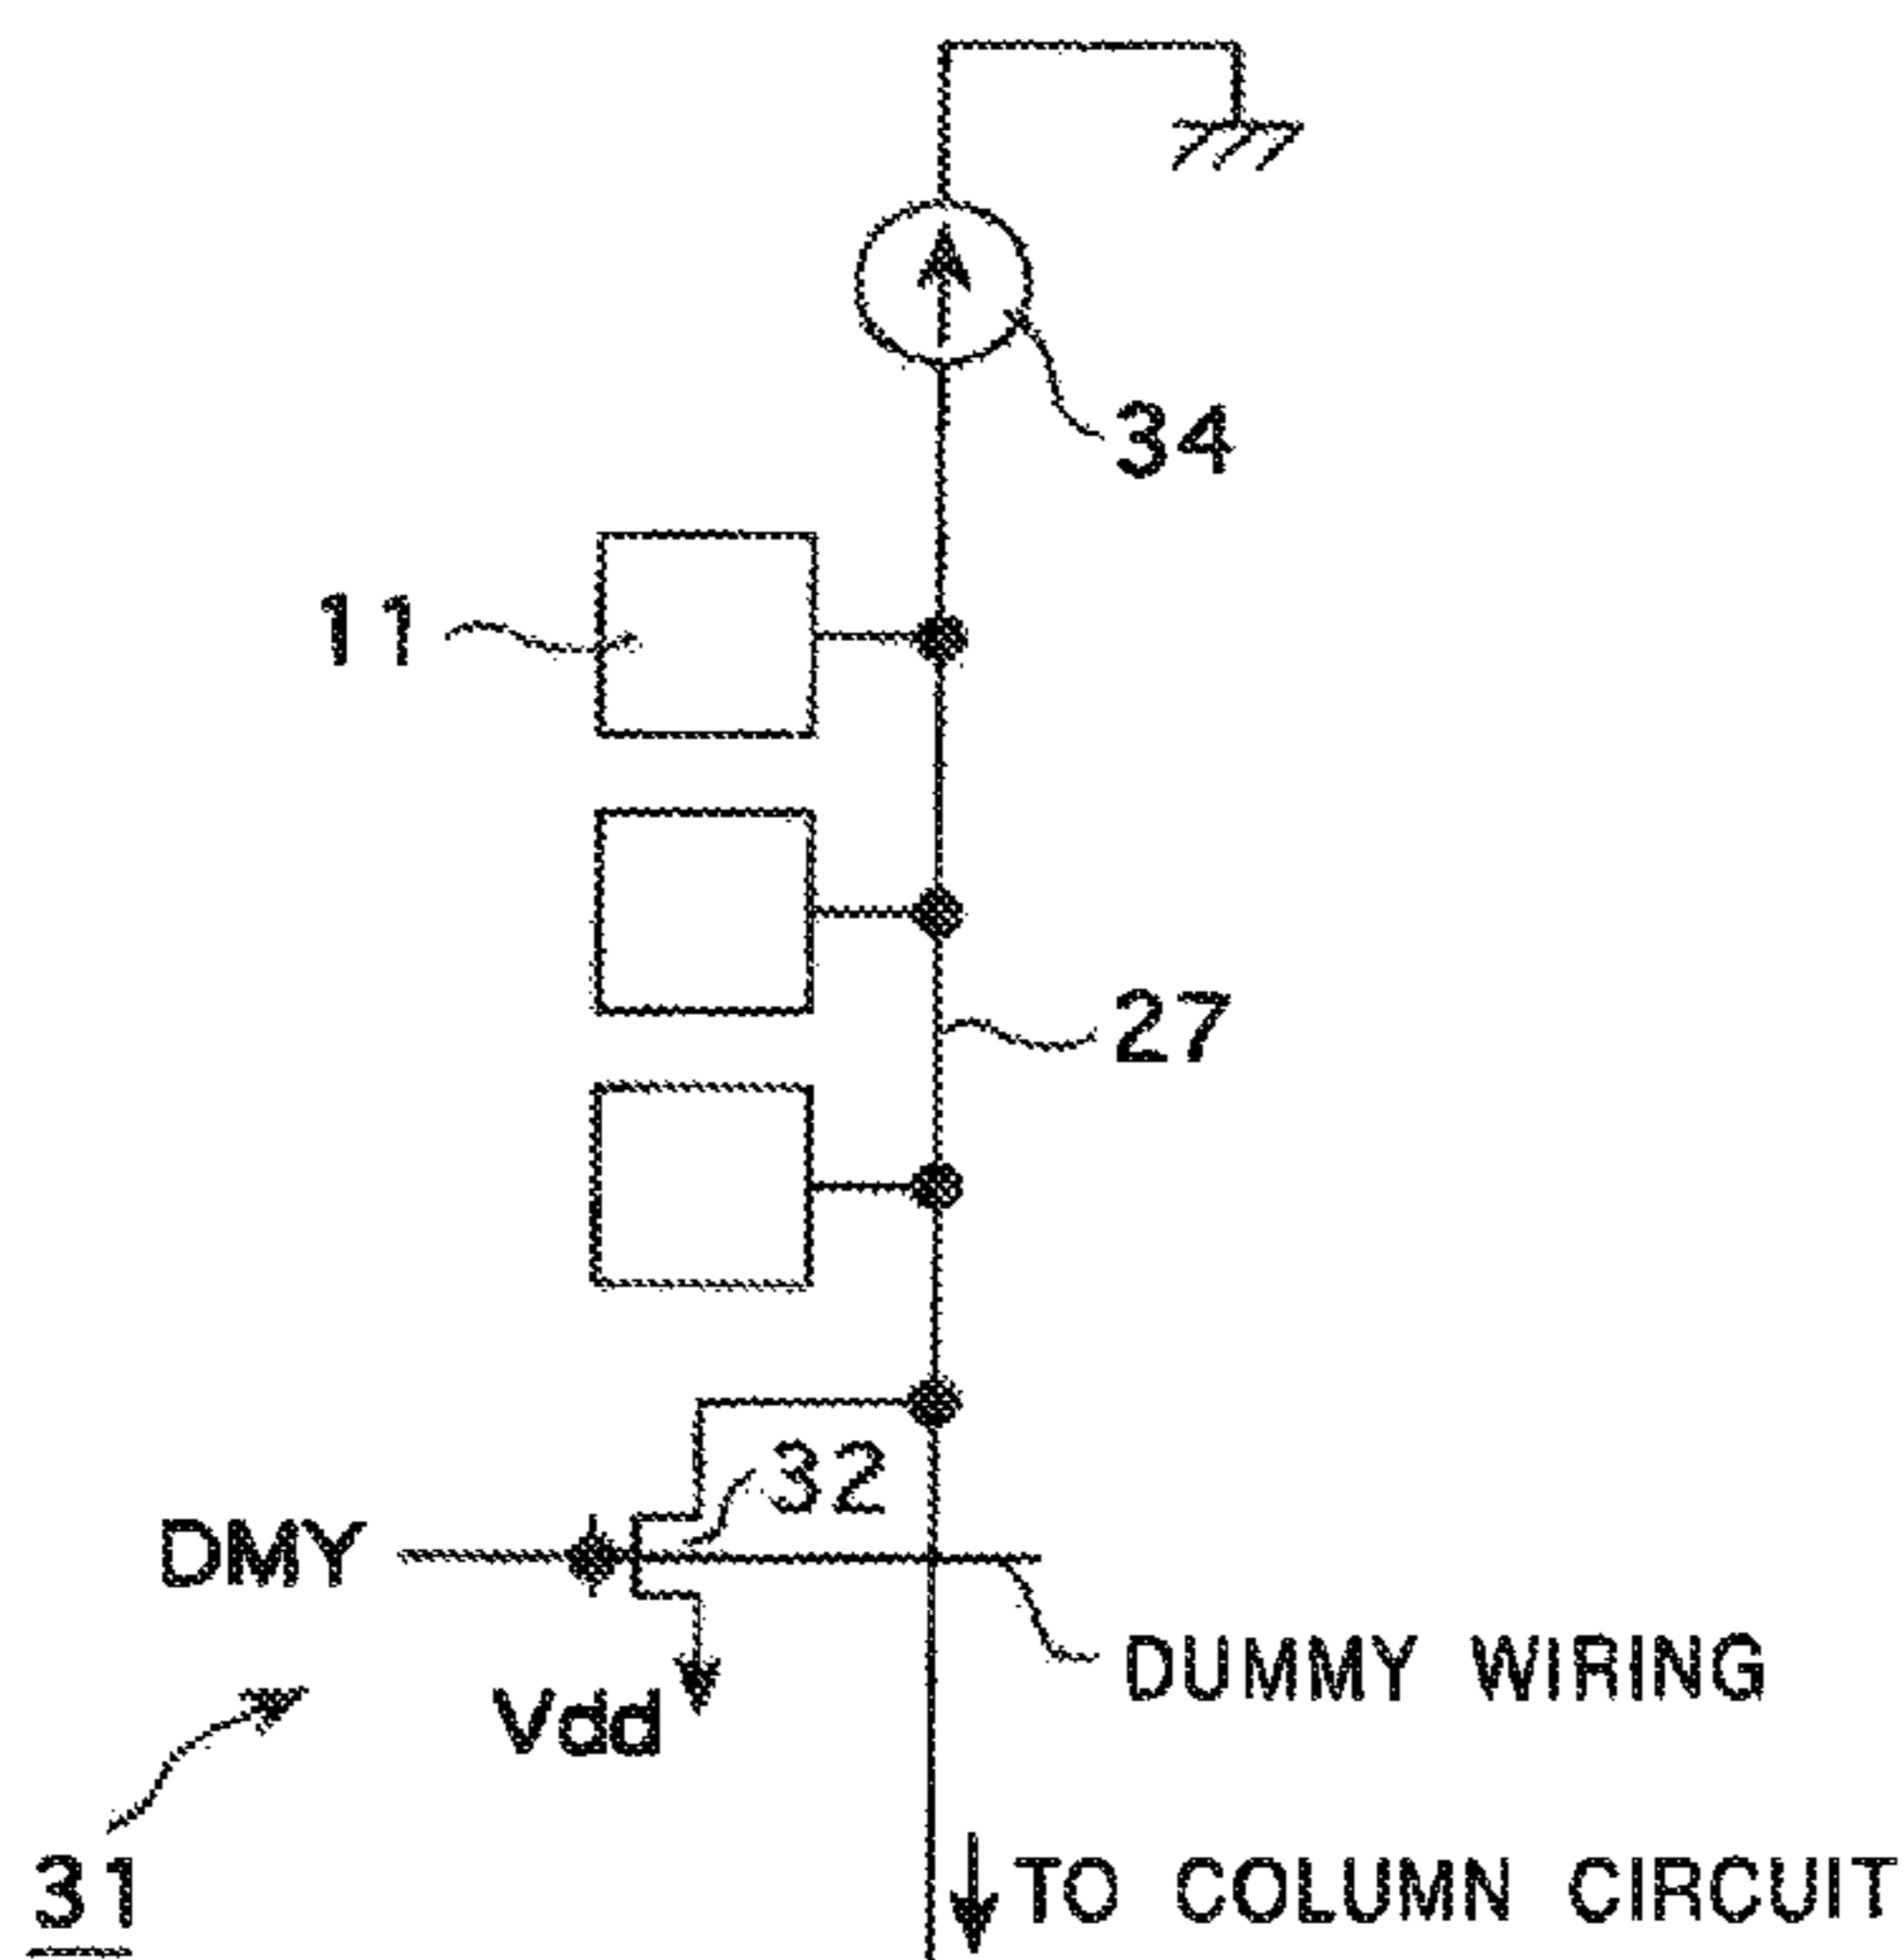 34
11
27
32
DMY
DUMMY WIRING
Vdd
31
TO COLUMN CIRCUIT